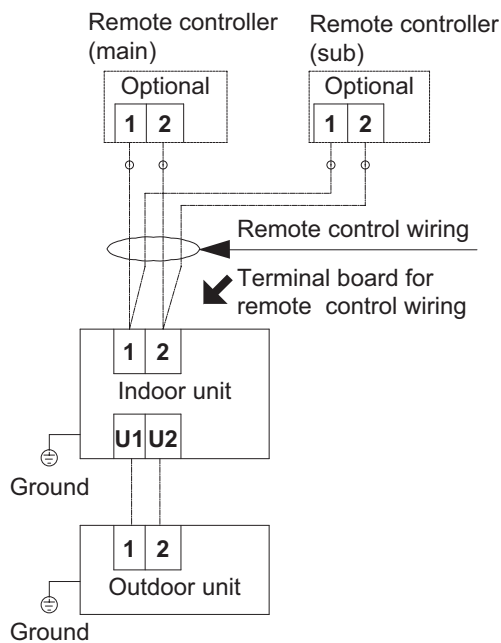 Remote controller
(main)
Remote controller
(sub)
Optional
1 2
Optional
1 2
Remote control wiring
Terminal board for
remote control wiring
1 2
Indoor unit
U1 U2
Ground
1 2
Outdoor unit
Ground